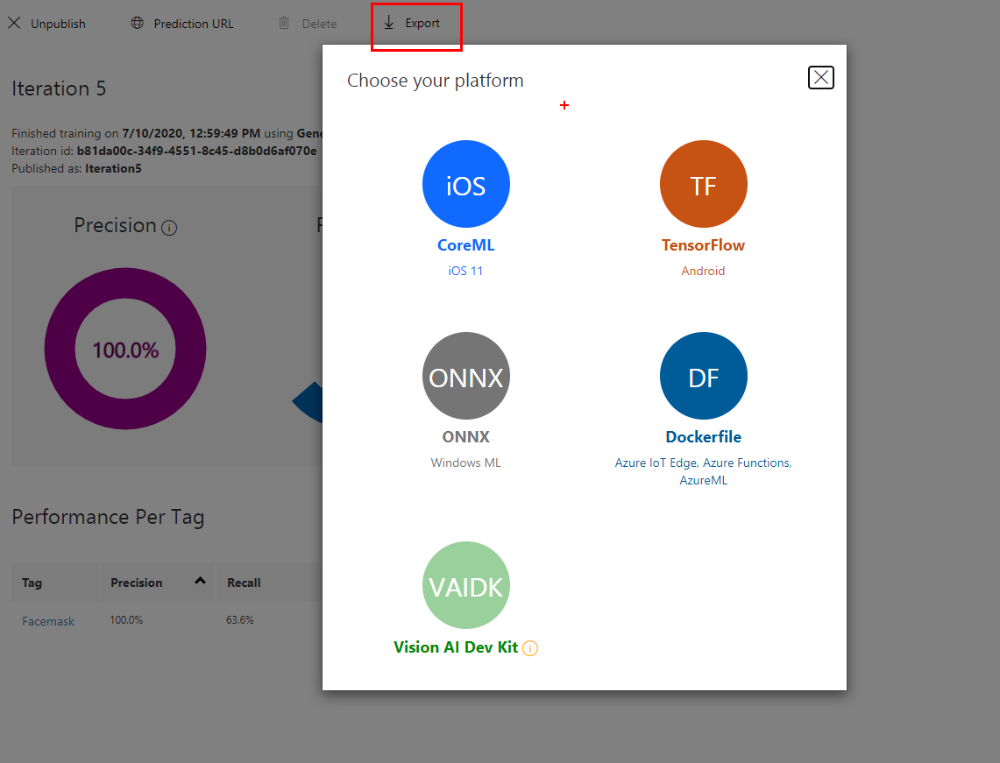 Unpublish
Prediction URL
Delete
Export
Iteration 5
Finished training on 7/10/2020, 12:59:49 PM using
Iteration id: b81da00c-34f9-4551-8c45-d8b0d6af070e
Published as: Iteration5
Precision
100.0%
Performance Per Tag
Tag Precision Recall
Facemask 100.0% 63.6%
Choose your platform
iOS
CoreML
iOS 11
TF
TensorFlow
Android
ONNX
ONNX
Windows ML
DF
Dockerfile
Azure IoT Edge, Azure Functions,
AzureML
VAIDK
Vision AI Dev Kit